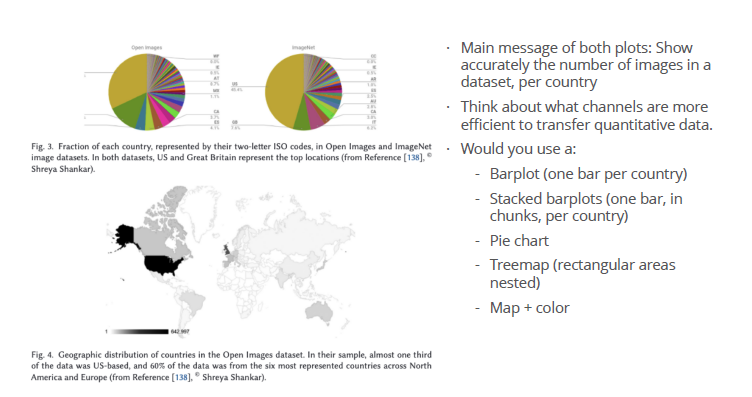 Open Images
ImageNet
US
GB
CA
US
CA
IT
Fig. 3. Fraction of each country, represented by their two-letter ISO codes, in Open Images and ImageNet
image datasets. In both datasets, US and Great Britain represent the top locations (from Reference [138], ©
Shreya Shankar).
1
642,997
Fig. 4. Geographic distribution of countries in the Open Images dataset. In their sample, almost one third
of the data was US-based, and 60% of the data was from the six most represented countries across North
America and Europe (from Reference [138], © Shreya Shankar).
· Main message of both plots: Show
accurately the number of images in a
dataset, per country
· Think about what channels are more
efficient to transfer quantitative data.
· Would you use a:
- Barplot (one bar per country)
- Stacked barplots (one bar, in
chunks, per country)
- Pie chart
- Treemap (rectangular areas
nested)
- Map + color